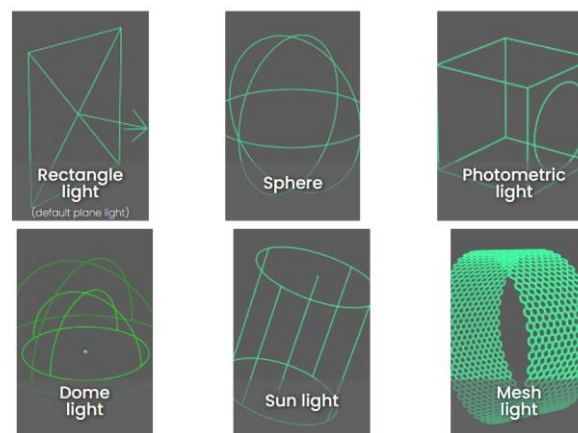 Rectangle
light
(default plane light)
Sphere
Photometric
light
Dome
light
Sun light
Mesh
light